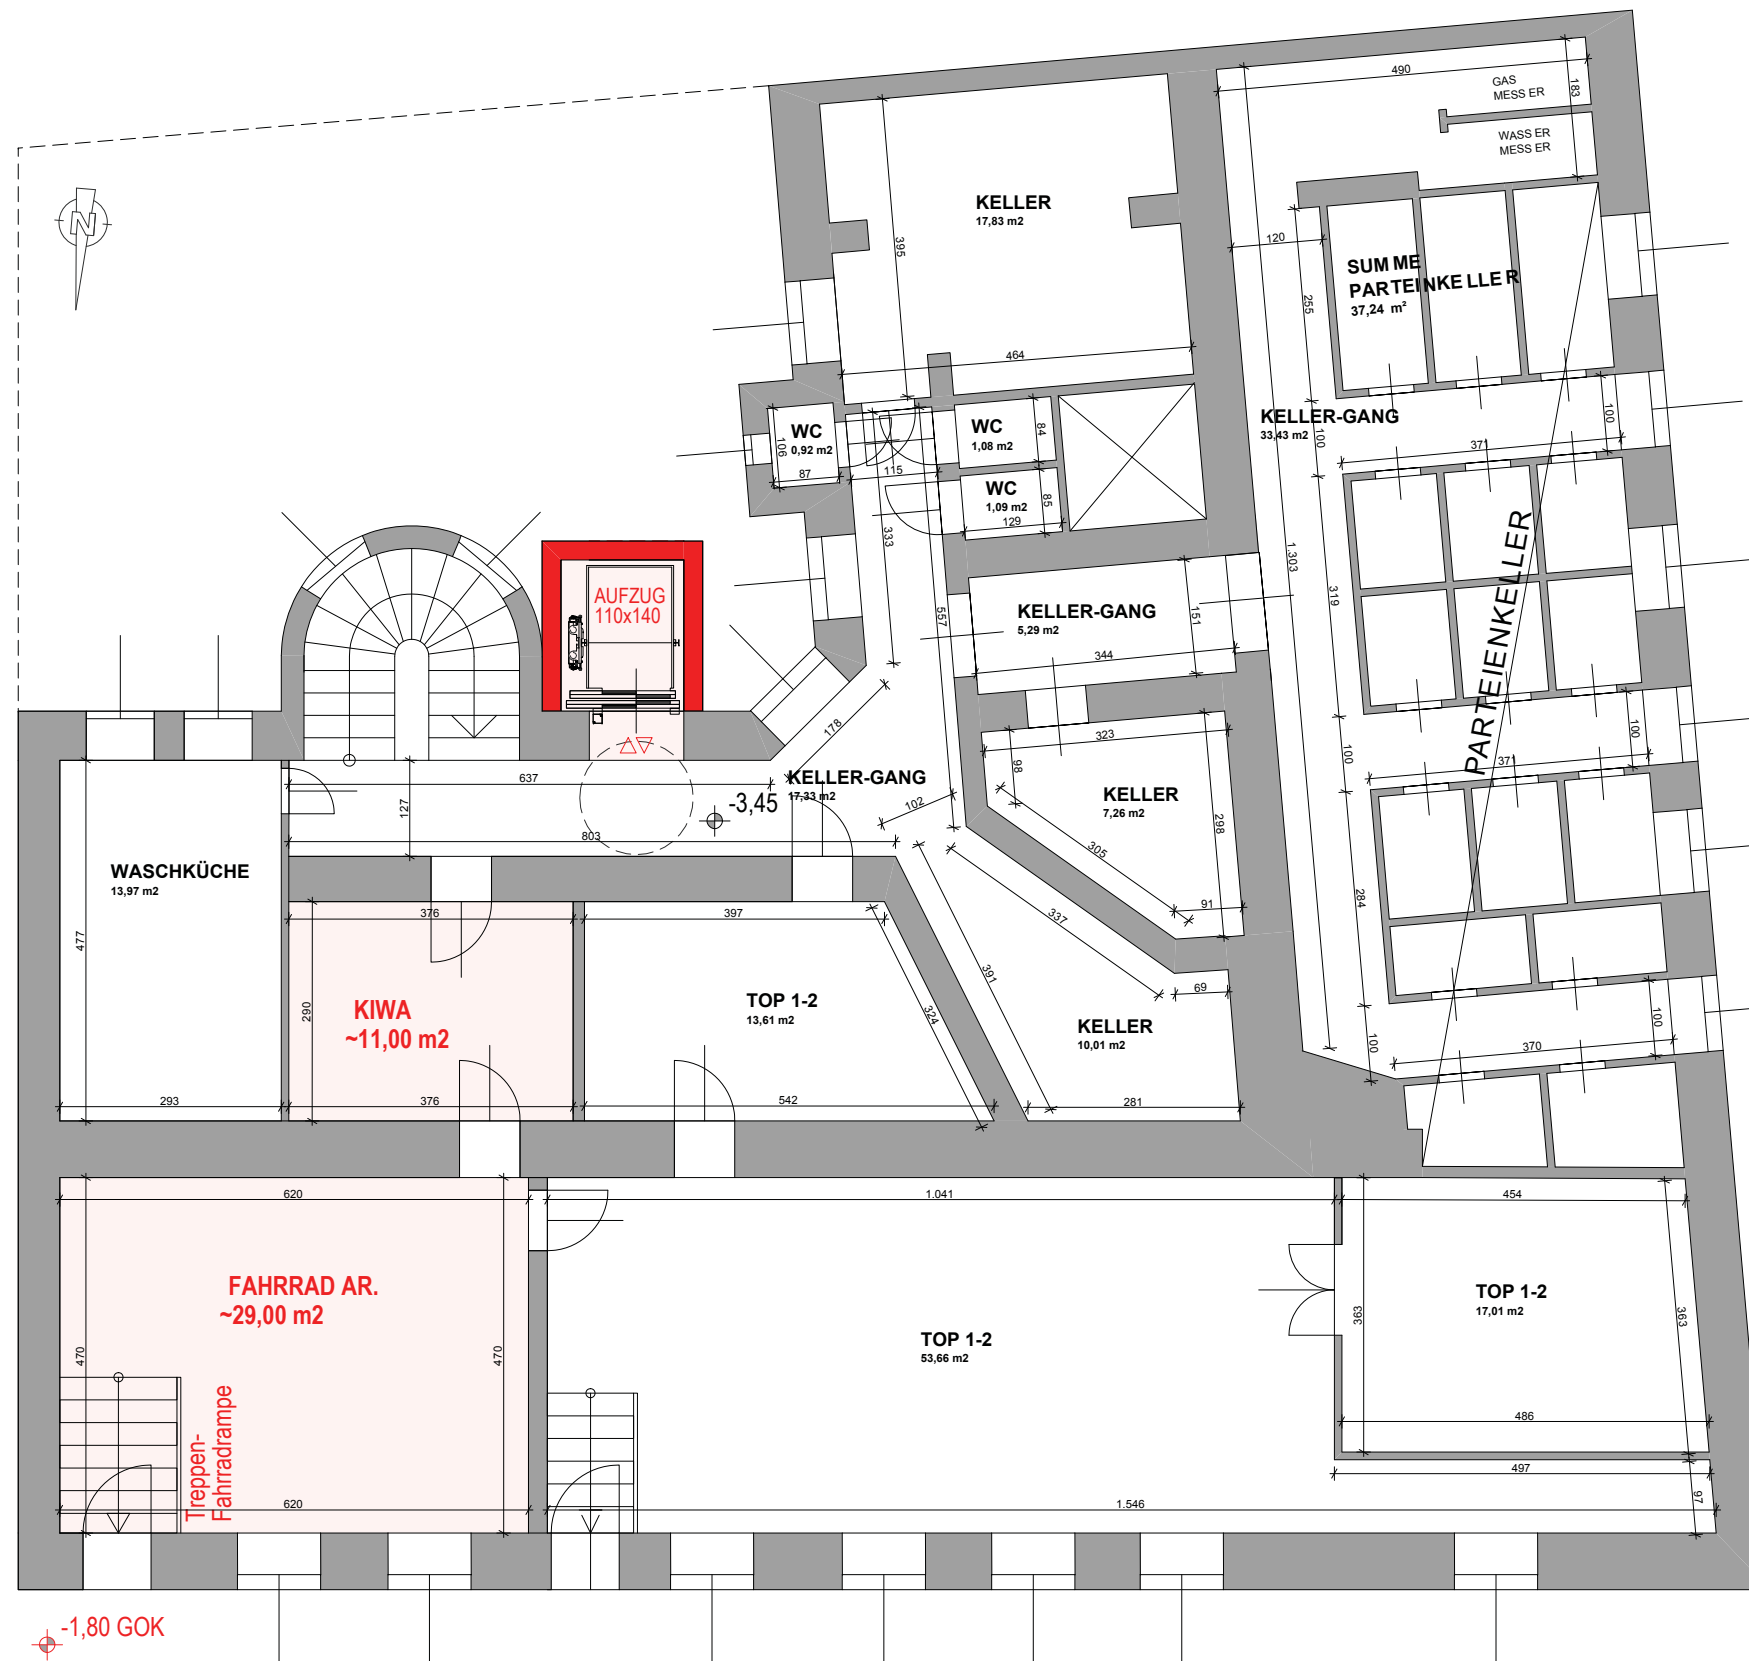 490
GAS
MESS ER
183
WASS ER
MESS ER
N
KELLER
17,83 m2
395
120
SUM ME
PARTEINKE LLE R
37,24 m²
255
464
KELLER-GANG
33,43 m2
100
371
100
WC
0,92 m2
106
87
115
WC
1,08 m2
84
WC
1,09 m2
85
129
333
557
1.303
319
PARTEIENKELLER
AUFZUG
110x140
KELLER-GANG
5,29 m2
151
344
178
323
98
KELLER
7,26 m2
298
305
91
100
371
100
637
KELLER-GANG
17,33 m2
-3,45
127
803
102
WASCHKÜCHE
13,97 m2
477
293
376
290
KIWA
~11,00 m2
376
397
TOP 1-2
13,61 m2
324
542
391
337
69
KELLER
10,01 m2
281
284
100
370
100
620
470
470
FAHRRAD AR.
~29,00 m2
Treppen-
Fahrradrampe
620
1.041
TOP 1-2
53,66 m2
1.546
454
363
363
TOP 1-2
17,01 m2
486
497
97
-1,80 GOK